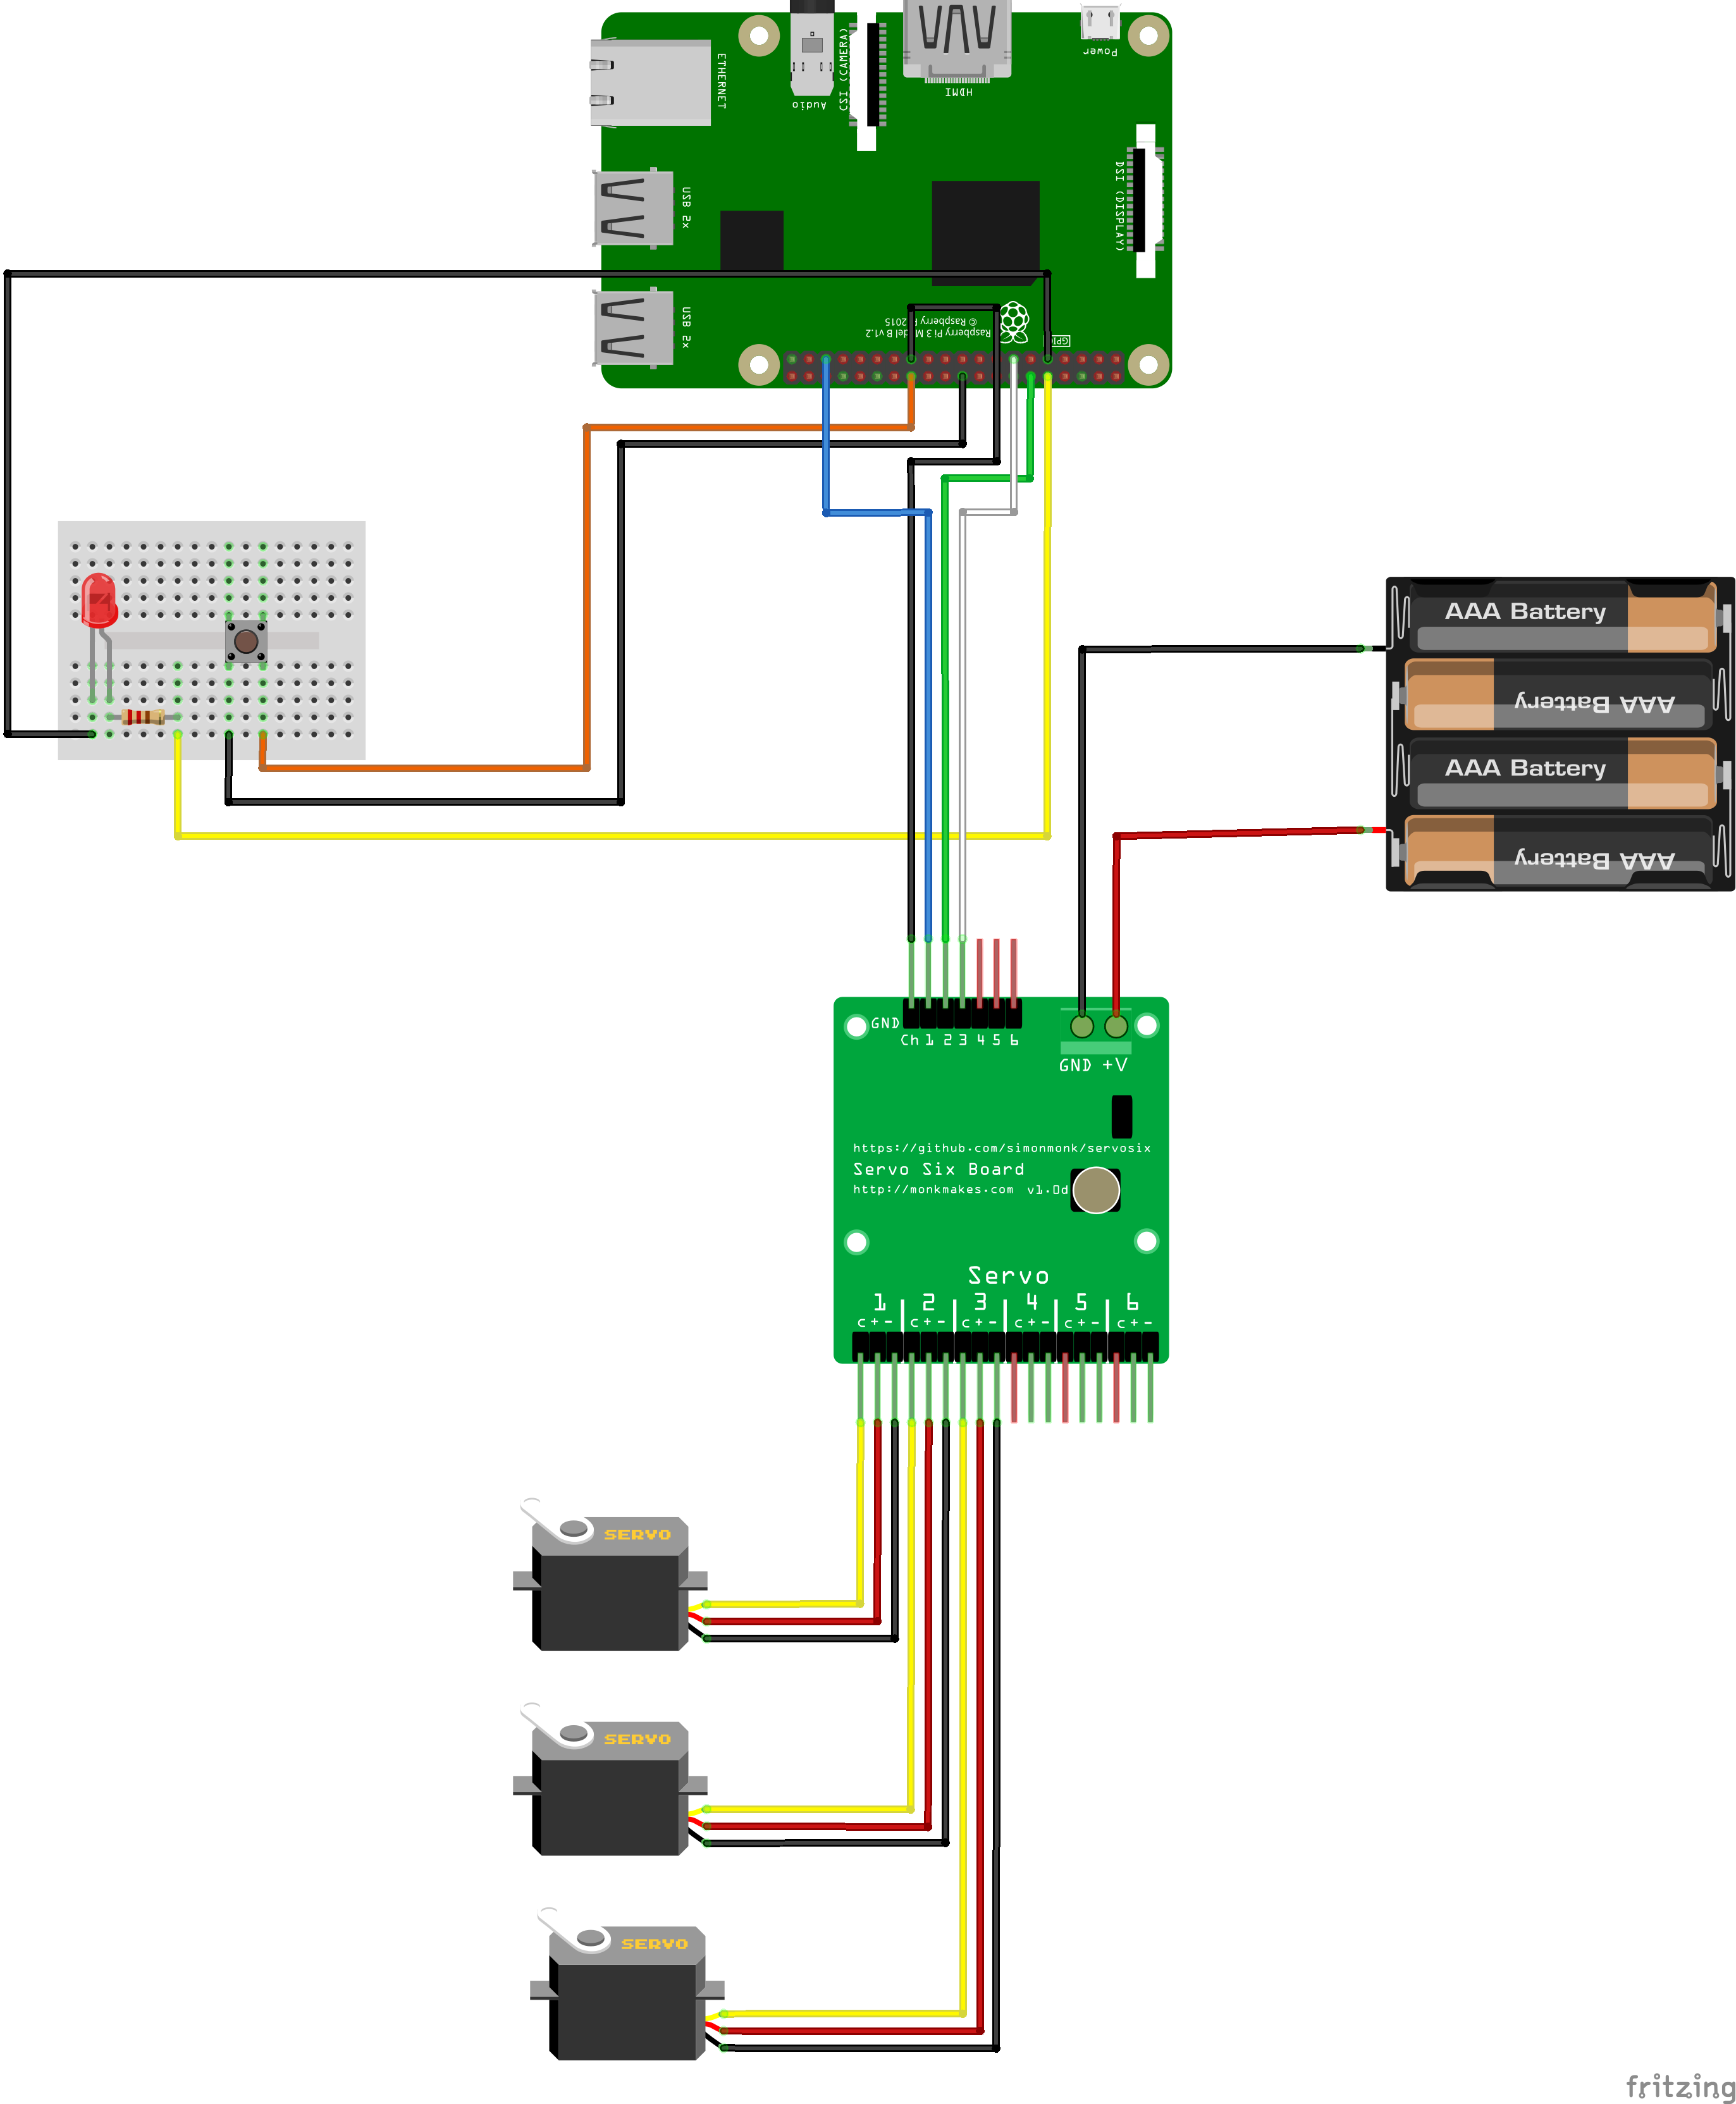 Power
HDMI
Audio
CSI (CAMERA)
ETHERNET
DSI (DISPLAY)
USB 2x
USB 2x
Raspberry Pi 3 Model B v1.2
© Raspberry Pi 2015
GPIO
AAA Battery
AAA Battery
AAA Battery
AAA Battery
GND
Ch 1 2 3 4 5 6
GND +V
https://github.com/simonmonk/servosix
Servo Six Board
http://monkmakes.com v1.0d
Servo
1 2 3 4 5 6
C + - C + - C + - C + - C + - C + -
SERVO
SERVO
SERVO
fritzing